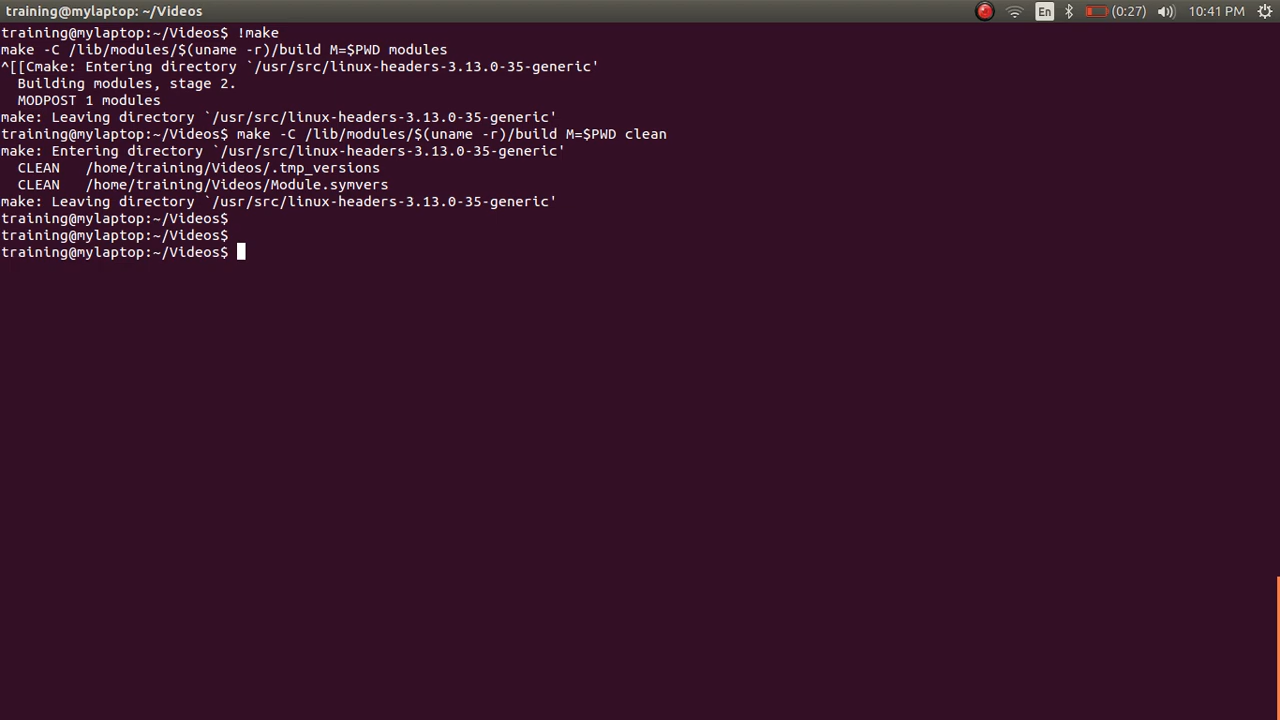 training@mylaptop: ~/Videos
En
(0:27)
10:41 PM
training@mylaptop:~/Videos$ !make
make -C /lib/modules/$(uname -r)/build M=$PWD modules
^[[Cmake: Entering directory `/usr/src/linux-headers-3.13.0-35-generic'
  Building modules, stage 2.
  MODPOST 1 modules
make: Leaving directory `/usr/src/linux-headers-3.13.0-35-generic'
training@mylaptop:~/Videos$ make -C /lib/modules/$(uname -r)/build M=$PWD clean
make: Entering directory `/usr/src/linux-headers-3.13.0-35-generic'
  CLEAN   /home/training/Videos/.tmp_versions
  CLEAN   /home/training/Videos/Module.symvers
make: Leaving directory `/usr/src/linux-headers-3.13.0-35-generic'
training@mylaptop:~/Videos$
training@mylaptop:~/Videos$
training@mylaptop:~/Videos$